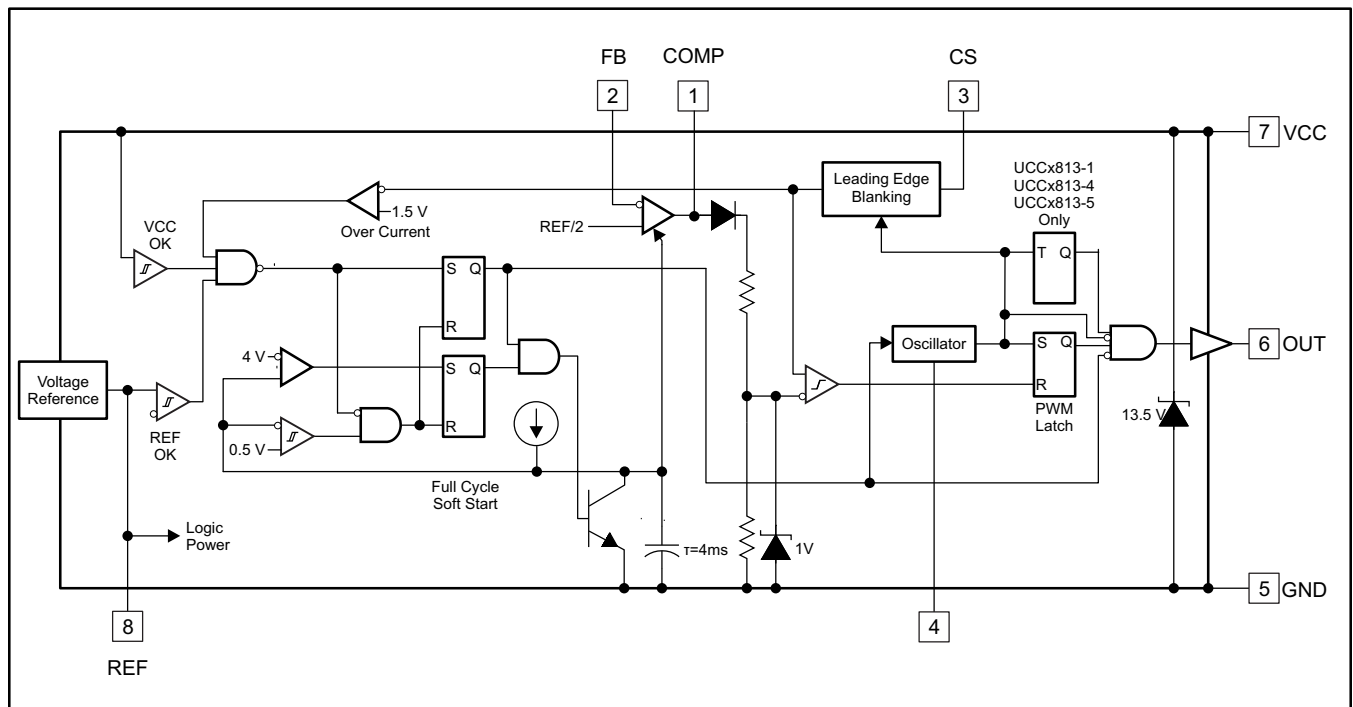 FB
COMP
CS
2
1
3
7
VCC
UCCx813-1
UCCx813-4
UCCx813-5
Only
Leading Edge
Blanking
1.5 V
Over Current
REF/2
VCC
OK
T
Q
S
Q
R
Oscillator
S
Q
R
6
OUT
4 V
S
Q
R
Voltage
Reference
0.5 V
REF
OK
PWM
Latch
13.5 V
Full Cycle
Soft Start
Logic
Power
τ=4ms
1V
5
GND
8
4
REF